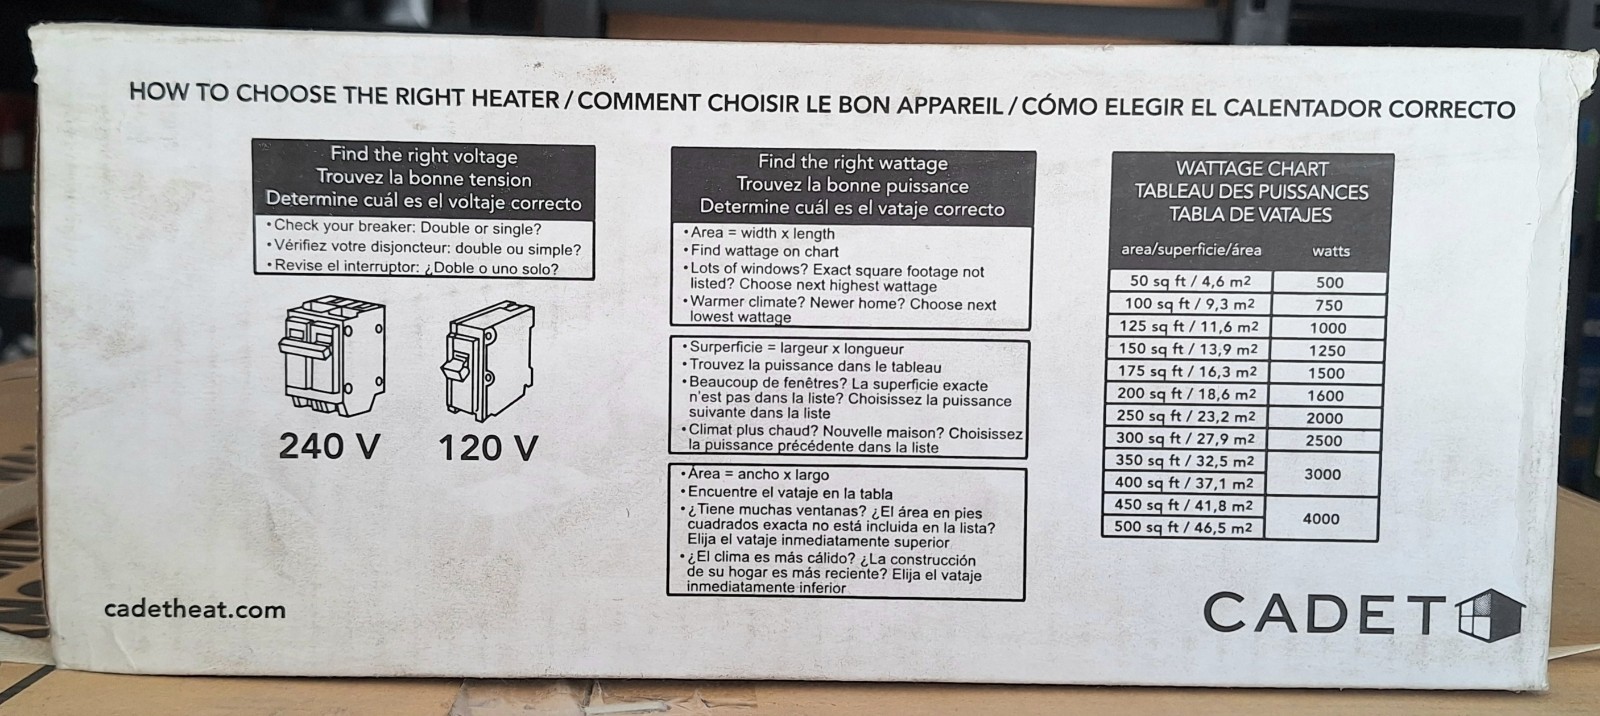 HOW TO CHOOSE THE RIGHT HEATER / COMMENT CHOISIR LE BON APPAREIL / CÓMO ELEGIR EL CALENTADOR CORRECTO
Find the right voltage
Trouvez la bonne tension
Determine cuál es el voltaje correcto
• Check your breaker: Double or single?
• Vérifiez votre disjoncteur: double ou simple?
• Revise el interruptor: ¿Doble o uno solo?
240 V 120 V
Find the right wattage
Trouvez la bonne puissance
Determine cuál es el vataje correcto
• Area = width x length
• Find wattage on chart
• Lots of windows? Exact square footage not
listed? Choose next highest wattage
• Warmer climate? Newer home? Choose next
lowest wattage
• Surperficie = largeur x longueur
• Trouvez la puissance dans le tableau
• Beaucoup de fenêtres? La superficie exacte
n'est pas dans la liste? Choisissez la puissance
suivante dans la liste
• Climat plus chaud? Nouvelle maison? Choisissez
la puissance précédente dans la liste
• Área = ancho x largo
• Encuentre el vataje en la tabla
• ¿Tiene muchas ventanas? ¿El área en pies
cuadrados exacta no está incluida en la lista?
Elija el vataje inmediatamente superior
• ¿El clima es más cálido? ¿La construcción
de su hogar es más reciente? Elija el vataje
inmediatamente inferior
WATTAGE CHART
TABLEAU DES PUISSANCES
TABLA DE VATAJES
area/superficie/área watts
50 sq ft / 4,6 m2 500
100 sq ft / 9,3 m2 750
125 sq ft / 11,6 m2 1000
150 sq ft / 13,9 m2 1250
175 sq ft / 16,3 m2 1500
200 sq ft / 18,6 m2 1600
250 sq ft / 23,2 m2 2000
300 sq ft / 27,9 m2 2500
350 sq ft / 32,5 m2
400 sq ft / 37,1 m2 3000
450 sq ft / 41,8 m2
500 sq ft / 46,5 m2 4000
cadetheat.com
CADET